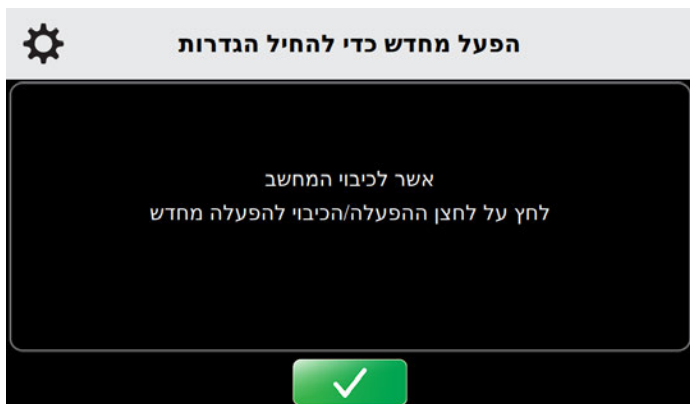 הפעל מחדש כדי להחיל הגדרות
אשר לכיבוי המחשב
לחץ על לחצן ההפעלה/הכיבוי להפעלה מחדש